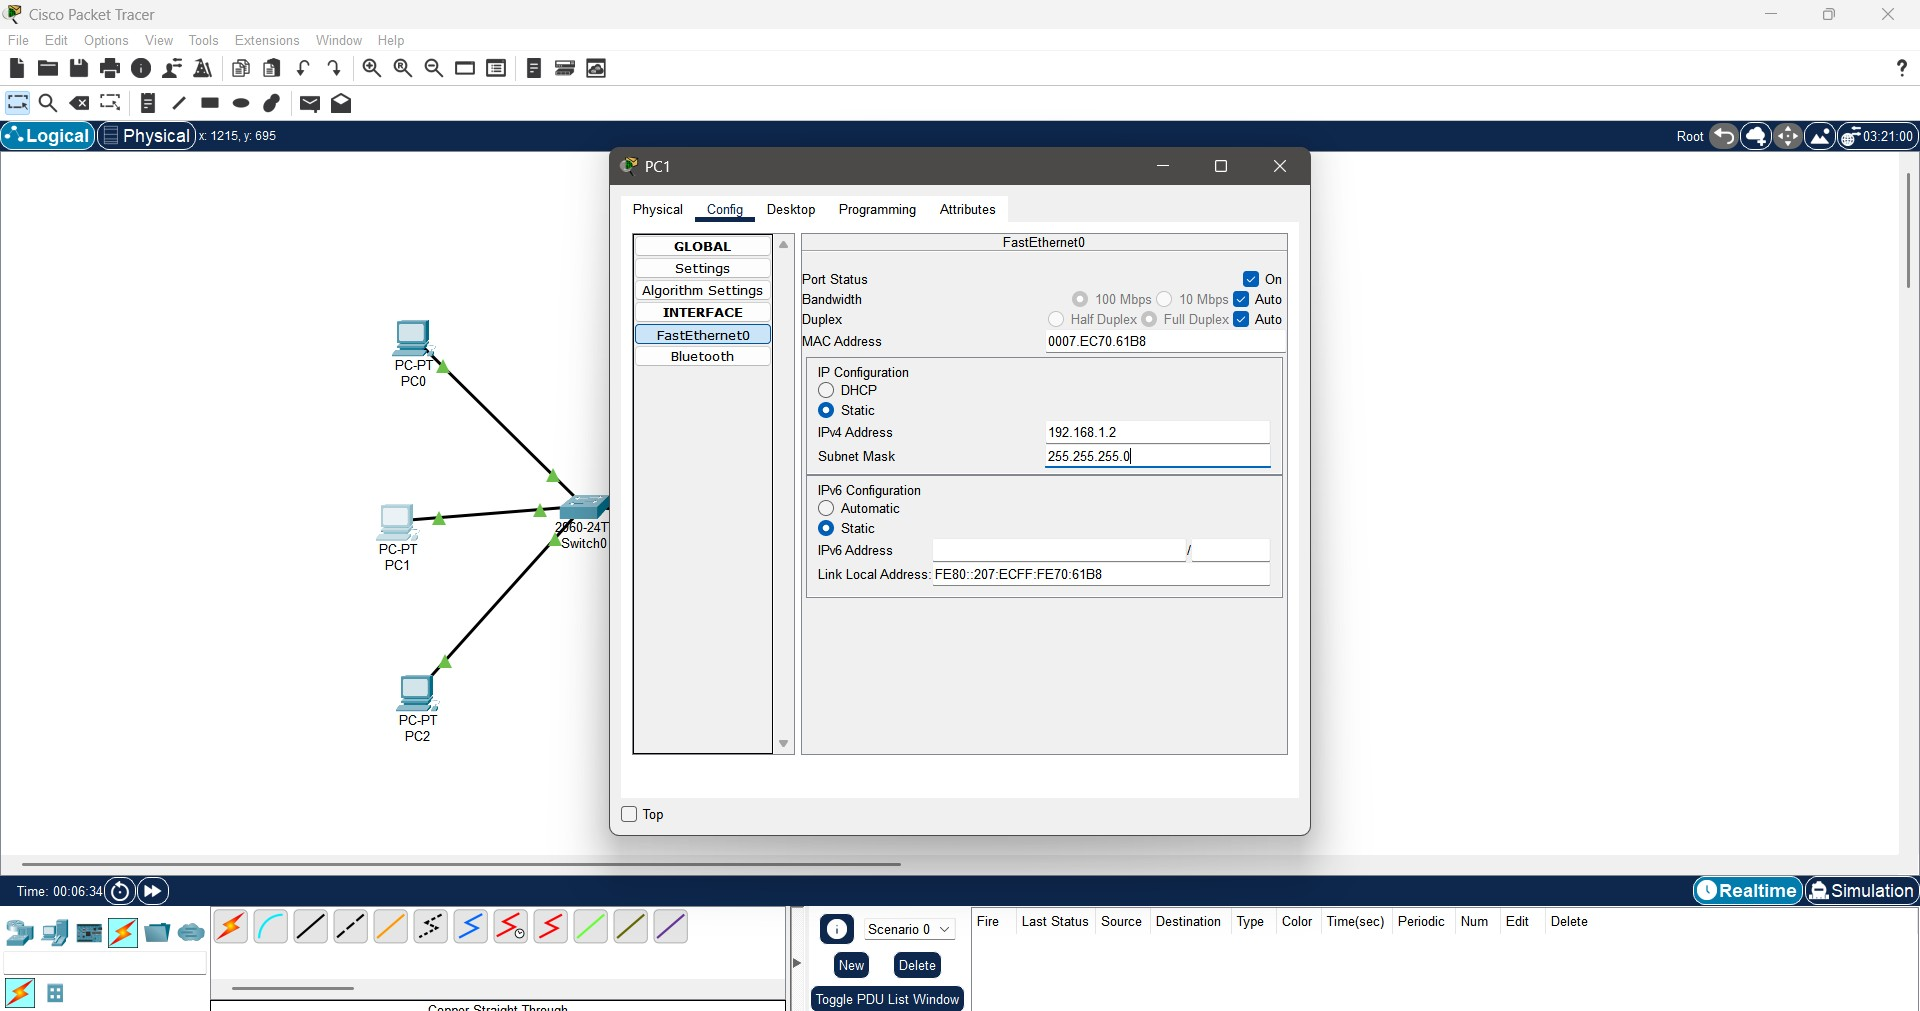 Cisco Packet Tracer
File Edit Options View Tools Extensions Window Help
Logical Physical x: 1215, y: 695 Root 03:21:00
PC1
Physical Config Desktop Programming Attributes
GLOBAL
Settings
Algorithm Settings
INTERFACE
FastEthernet0
Bluetooth
FastEthernet0
Port Status On
Bandwidth 100 Mbps 10 Mbps Auto
Duplex Half Duplex Full Duplex Auto
MAC Address 0007.EC70.61B8
IP Configuration
DHCP
Static
IPv4 Address 192.168.1.2
Subnet Mask 255.255.255.0
IPv6 Configuration
Automatic
Static
IPv6 Address /
Link Local Address: FE80::207:ECFF:FE70:61B8
Top
PC-PT
PC0
PC-PT
PC1
2960-24T
Switch0
PC-PT
PC2
Time: 00:06:34 Realtime Simulation
Copper Straight-Through
Scenario 0
New Delete
Toggle PDU List Window
Fire Last Status Source Destination Type Color Time(sec) Periodic Num Edit Delete